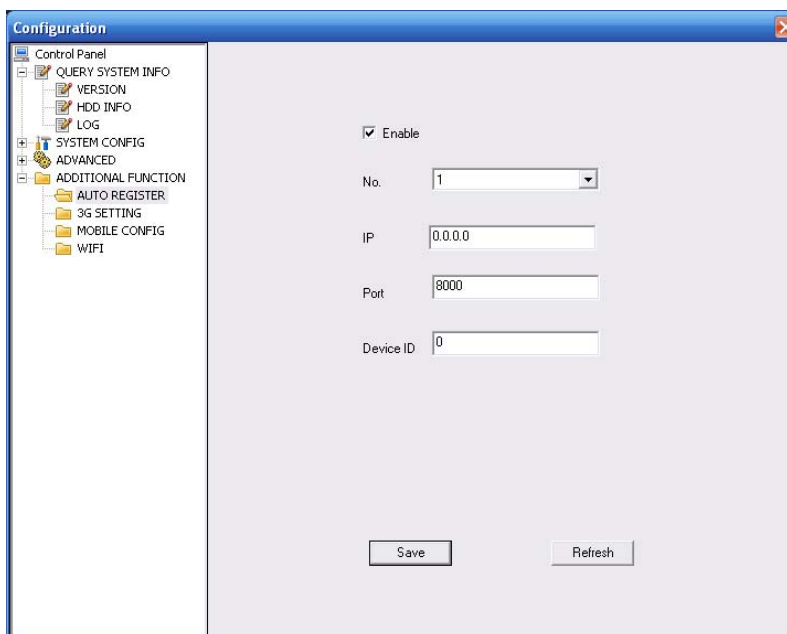 Configuration
Control Panel
QUERY SYSTEM INFO
VERSION
HDD INFO
LOG
SYSTEM CONFIG
ADVANCED
ADDITIONAL FUNCTION
AUTO REGISTER
3G SETTING
MOBILE CONFIG
WIFI
Enable
No. 1
IP 0.0.0.0
Port 8000
Device ID 0
Save Refresh